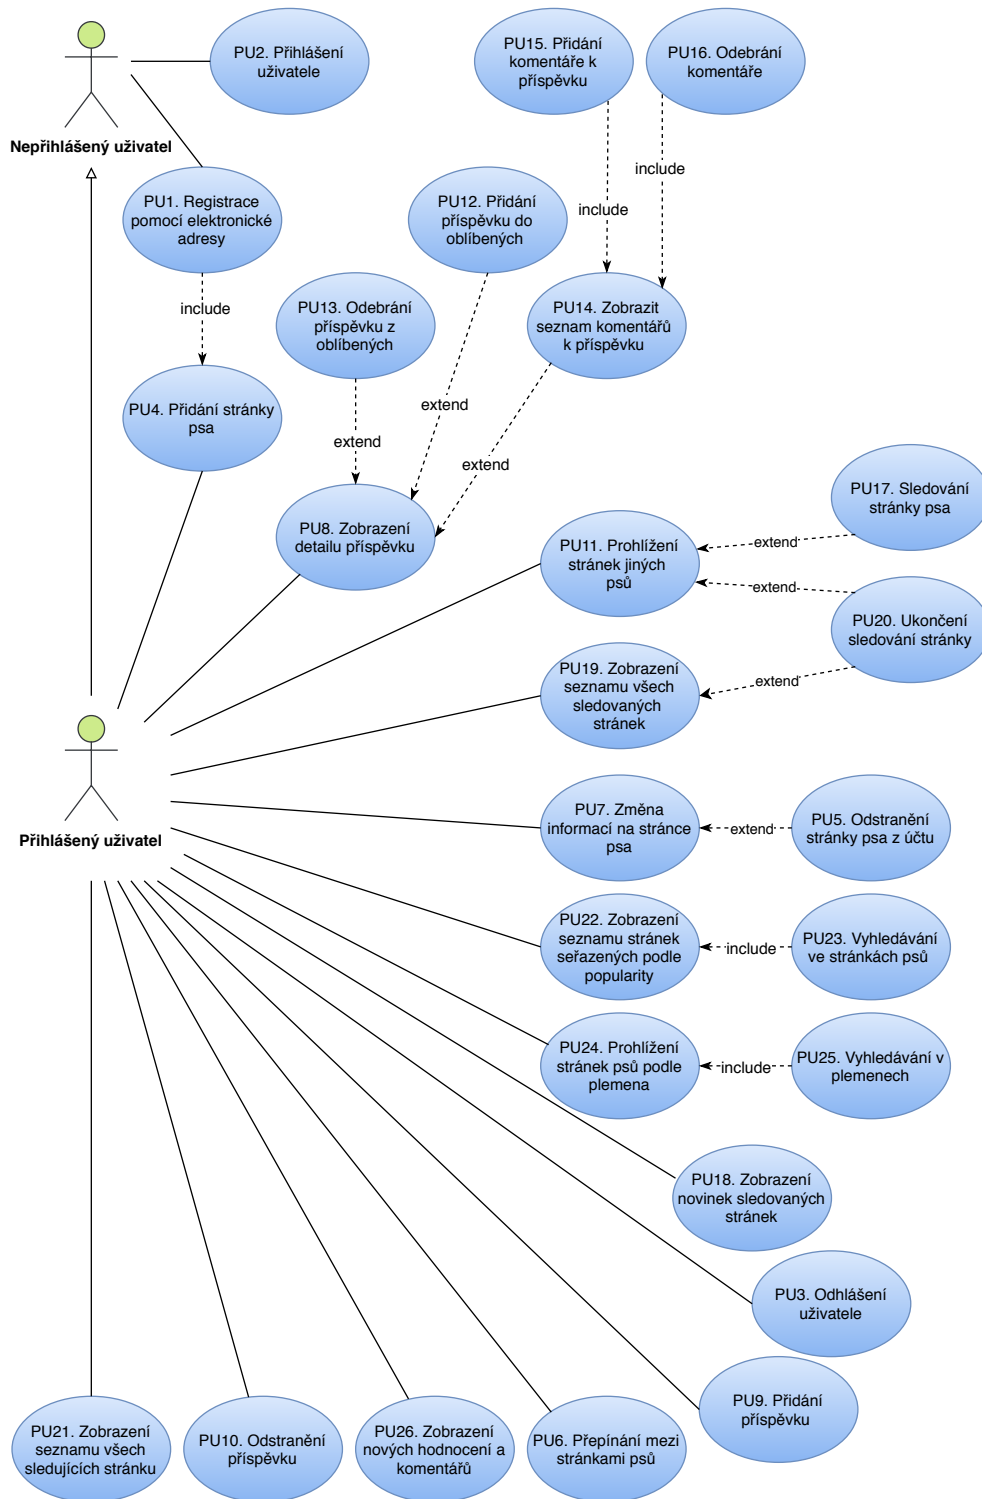 PU2. Přihlášení
uživatele
PU15. Přidání
komentáře k
příspěvku
PU16. Odebrání
komentáře
Nepřihlášený uživatel
include
include
PU1. Registrace
pomocí elektronické
adresy
PU12. Přidání
příspěvku do
oblíbených
include
PU13. Odebrání
příspěvku z
oblíbených
PU14. Zobrazit
seznam komentářů
k příspěvku
PU4. Přidání stránky
psa
extend
extend
extend
PU8. Zobrazení
detailu příspěvku
PU17. Sledování
stránky psa
PU11. Prohlížení
stránek jiných
psů
extend
extend
PU20. Ukončení
sledování stránky
PU19. Zobrazení
seznamu všech
sledovaných
stránek
extend
Přihlášený uživatel
PU7. Změna
informací na stránce
psa
extend
PU5. Odstranění
stránky psa z účtu
PU22. Zobrazení
seznamu stránek
seřazených podle
popularity
include
PU23. Vyhledávání
ve stránkách psů
PU24. Prohlížení
stránek psů podle
plemena
include
PU25. Vyhledávání v
plemenech
PU18. Zobrazení
novinek sledovaných
stránek
PU3. Odhlášení
uživatele
PU9. Přidání
příspěvku
PU21. Zobrazení
seznamu všech
sledujících stránku
PU10. Odstranění
příspěvku
PU26. Zobrazení
nových hodnocení a
komentářů
PU6. Přepínání mezi
stránkami psů